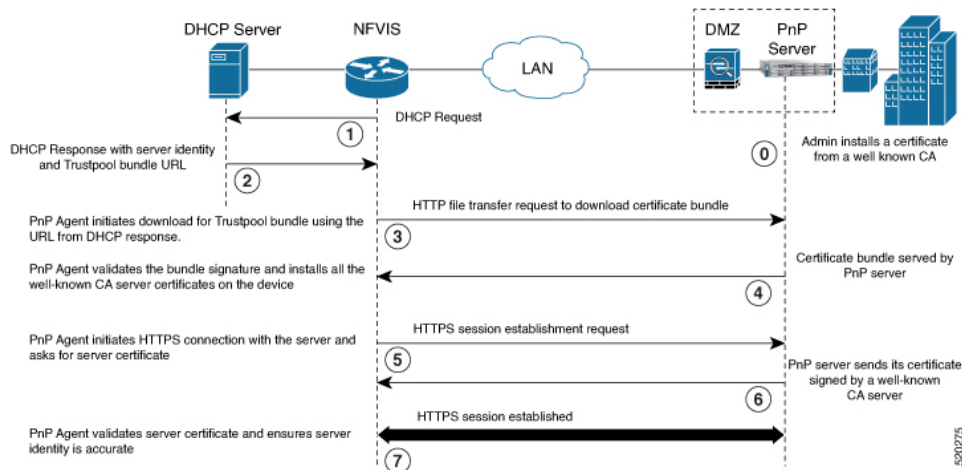 DHCP Server
NFVIS
LAN
DMZ
PnP
Server
DHCP Request
1
0
Admin installs a certificate
from a well known CA
DHCP Response with server identity
and Trustpool bundle URL
2
HTTP file transfer request to download certificate bundle
PnP Agent initiates download for Trustpool bundle using the
URL from DHCP response.
3
PnP Agent validates the bundle signature and installs all the
well-known CA server certificates on the device
Certificate bundle served by
PnP server
4
HTTPS session establishment request
PnP Agent initiates HTTPS connection with the server and
asks for server certificate
5
PnP server sends its certificate
signed by a well-known
CA server
6
HTTPS session established
PnP Agent validates server certificate and ensures server
identity is accurate
7
520275